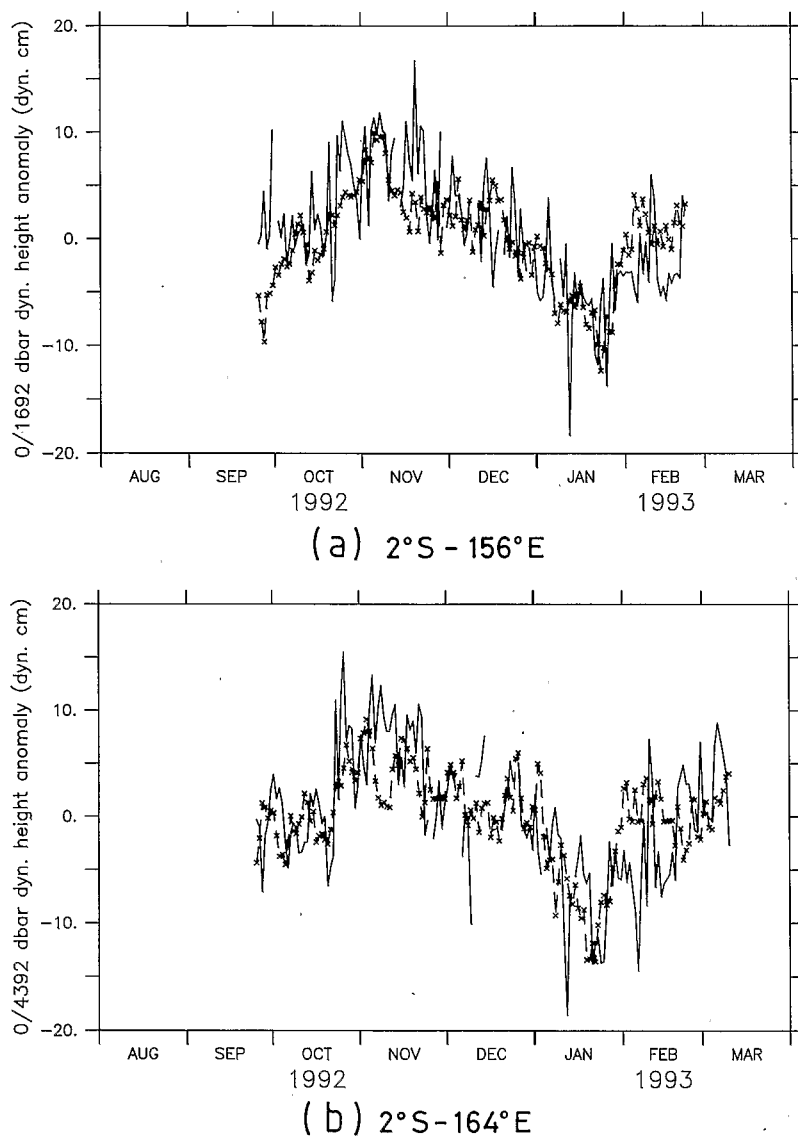 20.
10.
0.
-10.
-20.
0/1692 dbar dyn. height anomaly (dyn. cm)
AUG SEP OCT NOV DEC JAN FEB MAR
1992 1993
(a) 2°S - 156°E
20.
10.
0.
-10.
-20.
0/4392 dbar dyn. height anomaly (dyn. cm)
AUG SEP OCT NOV DEC JAN FEB MAR
1992 1993
(b) 2°S-164°E